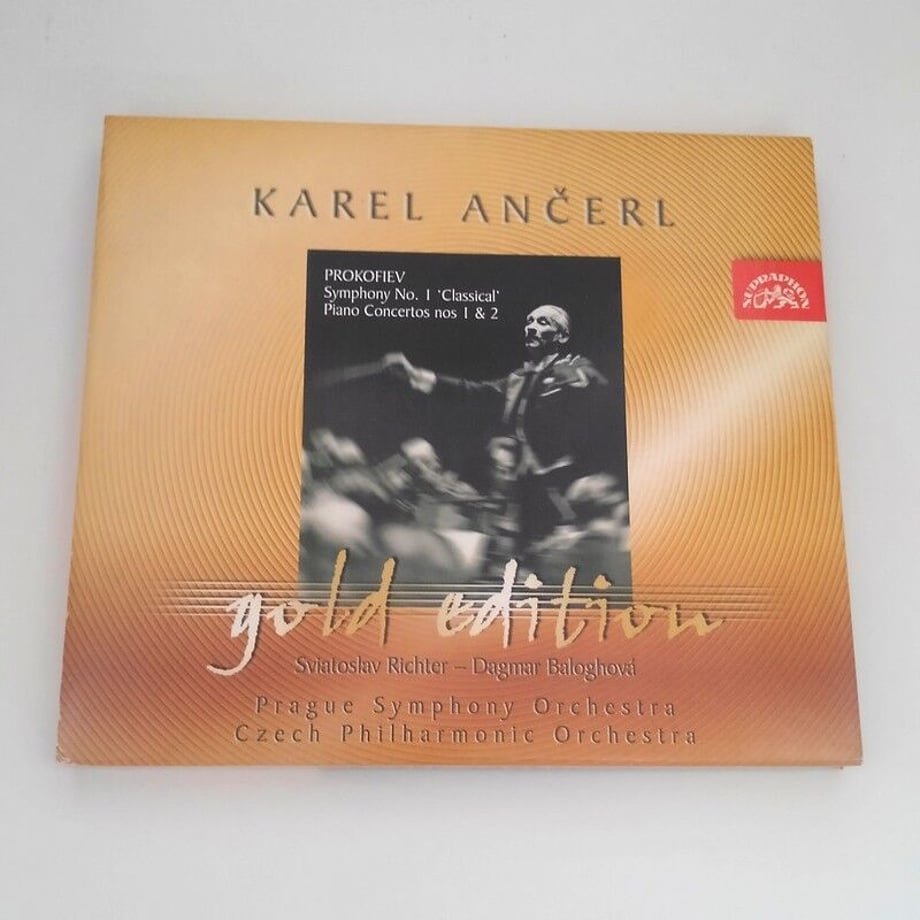 KAREL ANČERL
PROKOFIEV
Symphony No. 1 'Classical'
Piano Concertos nos 1 & 2
SUPRAPHON
gold edition
Sviatoslav Richter – Dagmar Baloghová
Prague Symphony Orchestra
Czech Philharmonic Orchestra